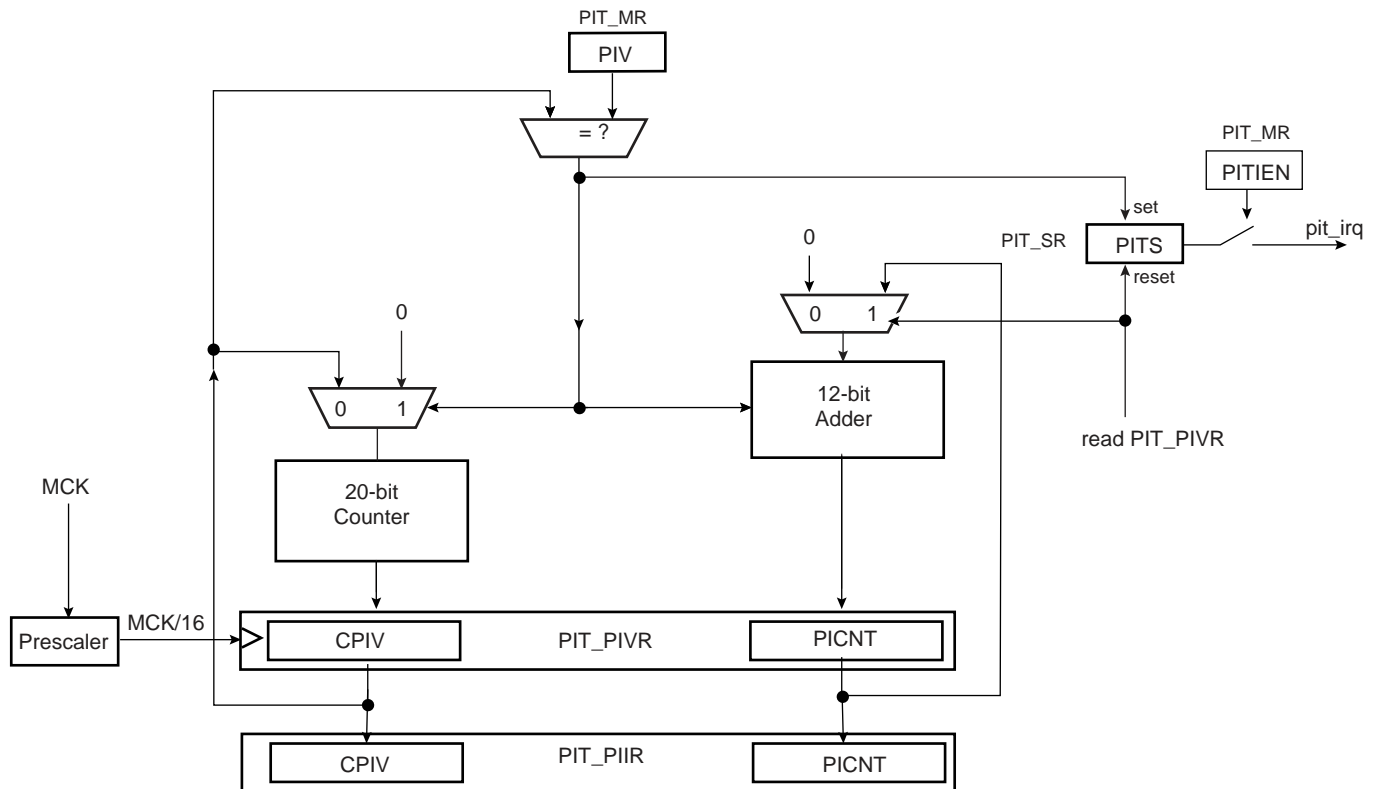 PIT_MR
PIV
= ?
PIT_MR
PITIEN
set
PIT_SR
PITS
pit_irq
reset
0
0 1
0
0 1
12-bit
Adder
read PIT_PIVR
MCK
20-bit
Counter
Prescaler
MCK/16
CPIV
PIT_PIVR
PICNT
CPIV
PIT_PIIR
PICNT